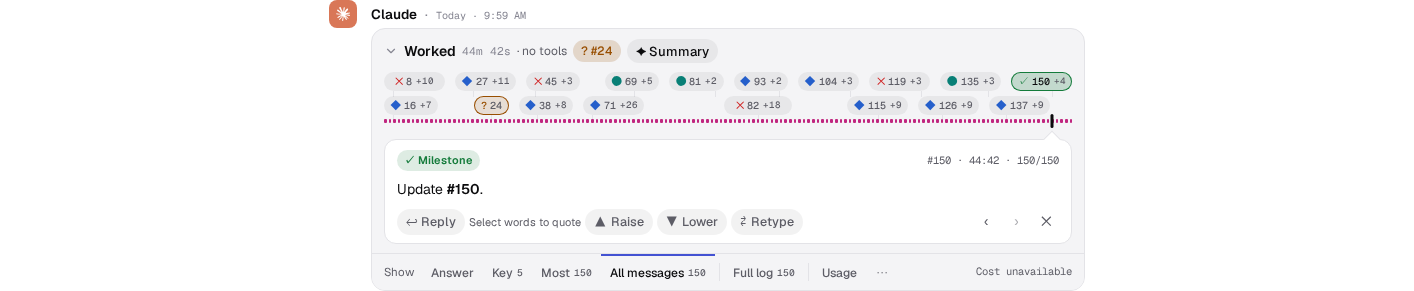 Claude · Today · 9:59 AM
Worked 44m 42s · no tools ? #24 ✦ Summary
✕ 8 +10 ◆ 27 +11 ✕ 45 +3 ● 69 +5 ● 81 +2 ◆ 93 +2 ◆ 104 +3 ✕ 119 +3 ● 135 +3 ✓ 150 +4
◆ 16 +7 ? 24 ◆ 38 +8 ◆ 71 +26 ✕ 82 +18 ◆ 115 +9 ◆ 126 +9 ◆ 137 +9
✓ Milestone #150 · 44:42 · 150/150
Update #150.
↩ Reply Select words to quote ▲ Raise ▼ Lower ⇄ Retype ‹ › ✕
Show Answer Key 5 Most 150 All messages 150 Full log 150 Usage ⋯ Cost unavailable